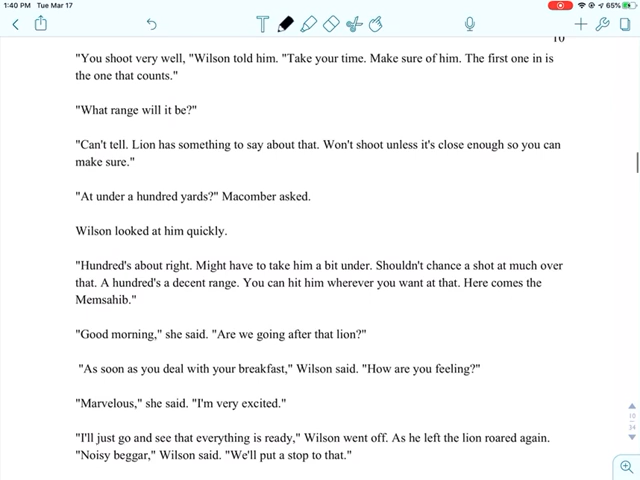 1:40 PM Tue Mar 17
65%
T
10
"You shoot very well, "Wilson told him. "Take your time. Make sure of him. The first one in is
the one that counts."
"What range will it be?"
"Can't tell. Lion has something to say about that. Won't shoot unless it's close enough so you can
make sure."
"At under a hundred yards?" Macomber asked.
Wilson looked at him quickly.
"Hundred's about right. Might have to take him a bit under. Shouldn't chance a shot at much over
that. A hundred's a decent range. You can hit him wherever you want at that. Here comes the
Memsahib."
"Good morning," she said. "Are we going after that lion?"
"As soon as you deal with your breakfast," Wilson said. "How are you feeling?"
"Marvelous," she said. "I'm very excited."
"I'll just go and see that everything is ready," Wilson went off. As he left the lion roared again.
"Noisy beggar," Wilson said. "We'll put a stop to that."
10
34